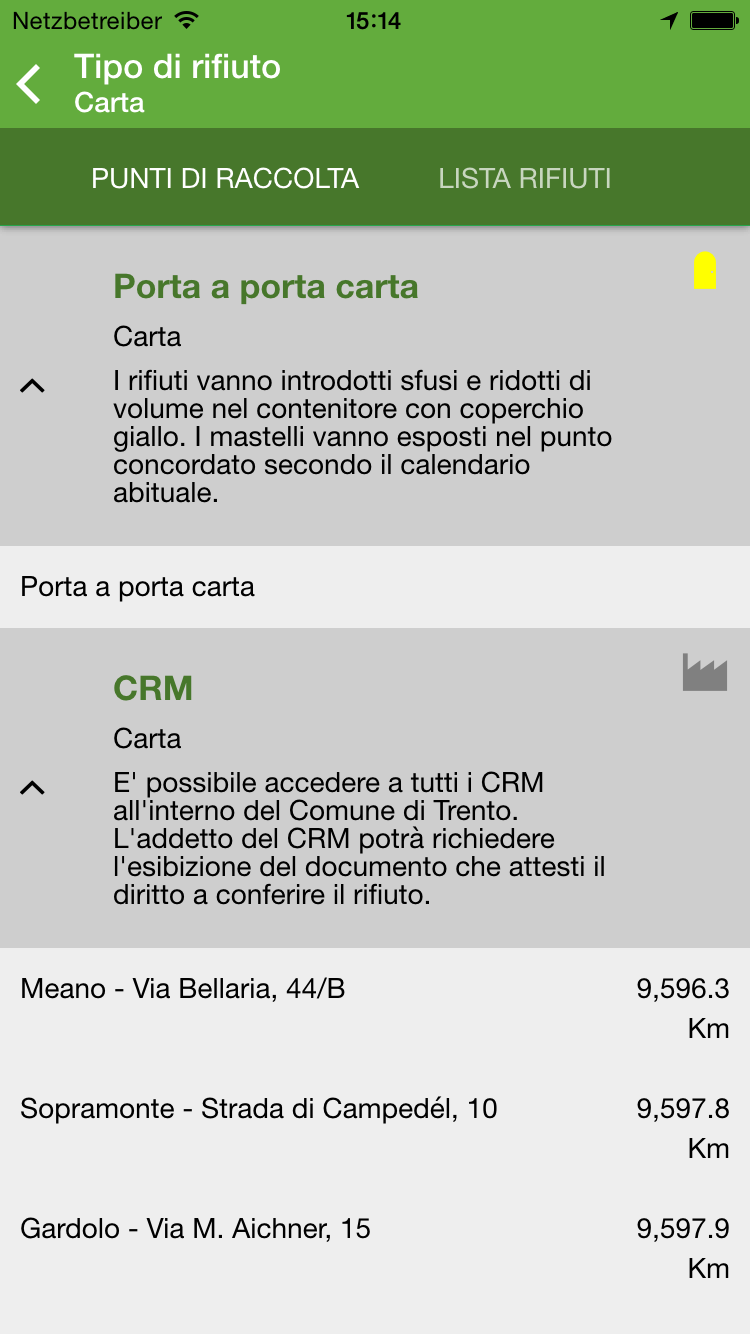 Netzbetreiber 15:14
Tipo di rifiuto
Carta
PUNTI DI RACCOLTA LISTA RIFIUTI
Porta a porta carta
Carta
I rifiuti vanno introdotti sfusi e ridotti di
volume nel contenitore con coperchio
giallo. I mastelli vanno esposti nel punto
concordato secondo il calendario
abituale.
Porta a porta carta
CRM
Carta
E' possibile accedere a tutti i CRM
all'interno del Comune di Trento.
L'addetto del CRM potrà richiedere
l'esibizione del documento che attesti il
diritto a conferire il rifiuto.
Meano - Via Bellaria, 44/B 9,596.3
Km
Sopramonte - Strada di Campedél, 10 9,597.8
Km
Gardolo - Via M. Aichner, 15 9,597.9
Km